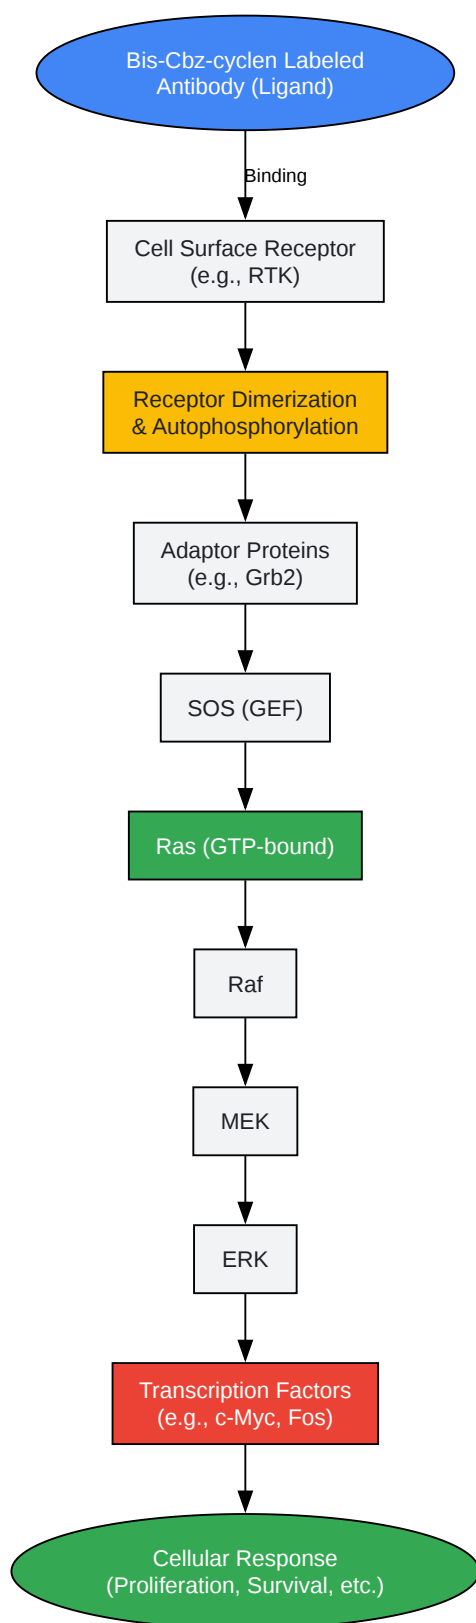 Bis-Cbz-cyclen Labeled
Antibody (Ligand)
Binding
Cell Surface Receptor
(e.g., RTK)
Receptor Dimerization
& Autophosphorylation
Adaptor Proteins
(e.g., Grb2)
SOS (GEF)
Ras (GTP-bound)
Raf
MEK
ERK
Transcription Factors
(e.g., c-Myc, Fos)
Cellular Response
(Proliferation, Survival, etc.)